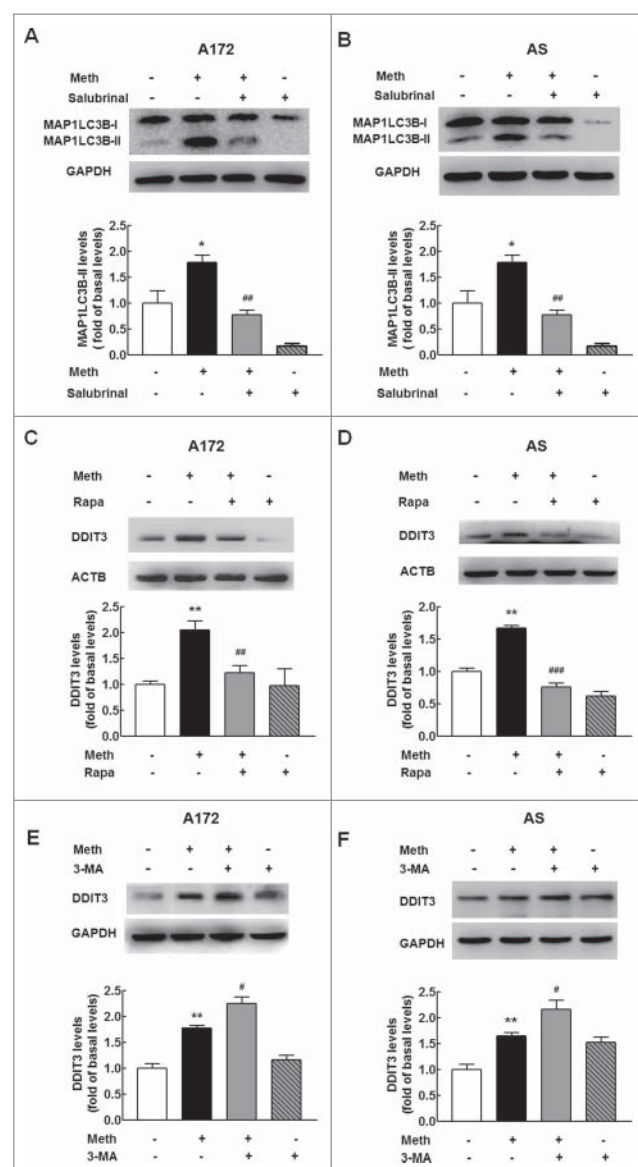 A
A172
Meth - + + -
Salubrinal - - + +
MAP1LC3B-I
MAP1LC3B-II
GAPDH
MAP1LC3B-II levels
( fold of basal levels)
2.5
2.0
1.5
1.0
0.5
0.0
*
##
Meth - + + -
Salubrinal - - + +
B
AS
Meth - + + -
Salubrinal - - + +
MAP1LC3B-I
MAP1LC3B-II
GAPDH
MAP1LC3B-II levels
( fold of basal levels)
2.5
2.0
1.5
1.0
0.5
0.0
*
##
Meth - + + -
Salubrinal - - + +
C
A172
Meth - + + -
Rapa - - + +
DDIT3
ACTB
DDIT3 levels
(fold of basal levels)
2.5
2.0
1.5
1.0
0.5
0.0
**
##
Meth - + + -
Rapa - - + +
D
AS
Meth - + + -
Rapa - - + +
DDIT3
ACTB
DDIT3 levels
(fold of basal levels)
2.0
1.5
1.0
0.5
0.0
**
###
Meth - + + -
Rapa - - + +
E
A172
Meth - + + -
3-MA - - + +
DDIT3
GAPDH
DDIT3 levels
(fold of basal levels)
2.5
2.0
1.5
1.0
0.5
0.0
**
#
Meth - + + -
3-MA - - + +
F
AS
Meth - + + -
3-MA - - + +
DDIT3
GAPDH
DDIT3 levels
(fold of basal levels)
2.5
2.0
1.5
1.0
0.5
0.0
**
#
Meth - + + -
3-MA - - + +